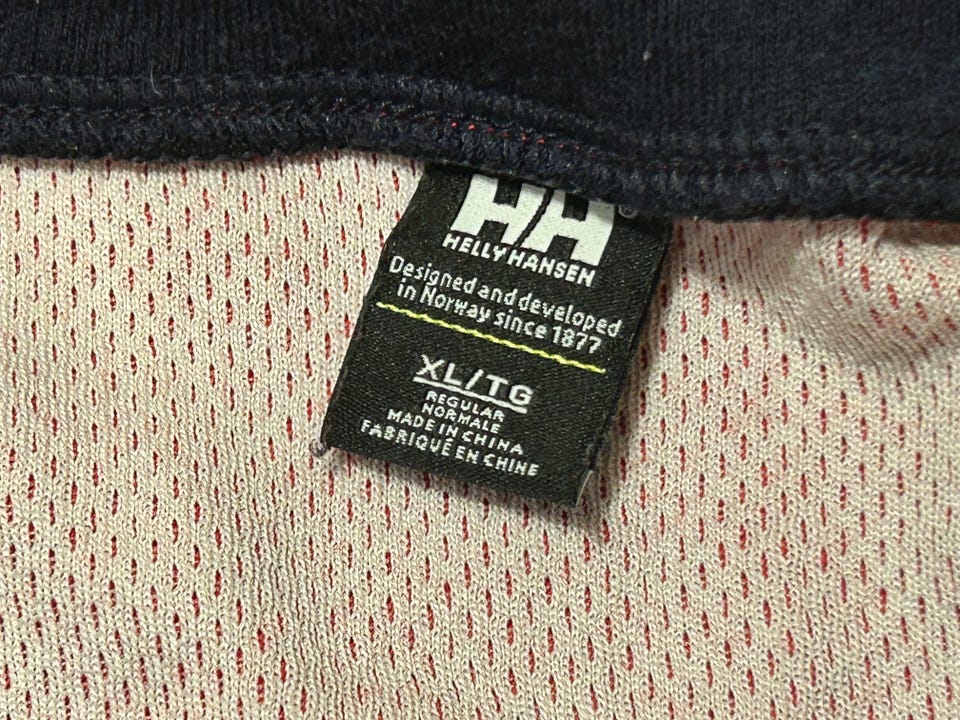 HH
HELLY HANSEN
Designed and developed
in Norway since 1877
XL/TG
REGULAR
NORMALE
MADE IN CHINA
FABRIQUÉ EN CHINE